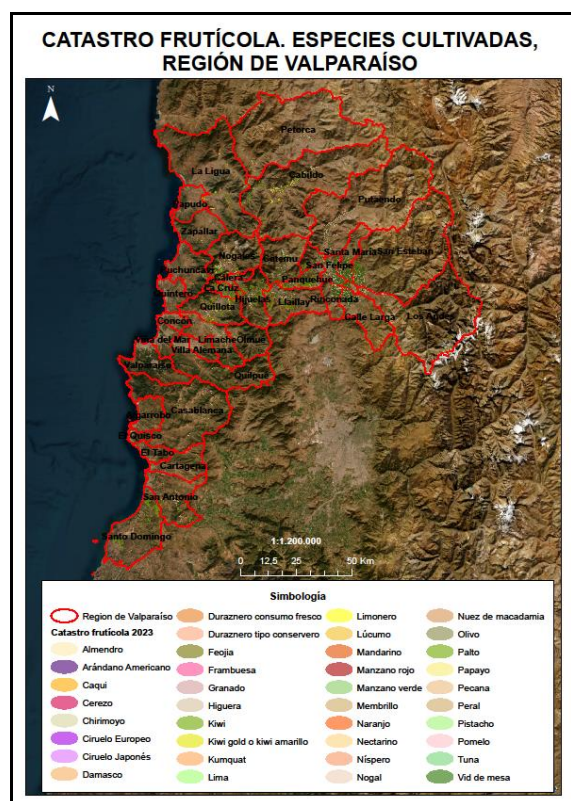 CATASTRO FRUTÍCOLA. ESPECIES CULTIVADAS,
REGIÓN DE VALPARAÍSO
N
Petorca
La Ligua
Cabildo
Putaendo
Papudo
Zapallar
Nogales
Catemu
Santa María
San Esteban
San Felipe
Calera
Panquehue
La Cruz
Quintero
Hijuelas
Llaillay
Rinconada
Quillota
Calle Larga
Los Andes
Concón
Viña del Mar
Limache
Olmué
Villa Alemana
Valparaíso
Quilpué
Casablanca
Algarrobo
El Quisco
El Tabo
Cartagena
San Antonio
Santo Domingo
1:1.200.000
0 12,5 25 50 Km
Simbología
Region de Valparaíso
Catastro frutícola 2023
Almendro
Arándano Americano
Caqui
Cerezo
Chirimoyo
Ciruelo Europeo
Ciruelo Japonés
Damasco
Duraznero consumo fresco
Duraznero tipo conservero
Feojia
Frambuesa
Granado
Higuera
Kiwi
Kiwi gold o kiwi amarillo
Kumquat
Lima
Limonero
Lúcumo
Mandarino
Manzano rojo
Manzano verde
Membrillo
Naranjo
Nectarino
Níspero
Nogal
Nuez de macadamia
Olivo
Palto
Papayo
Pecana
Peral
Pistacho
Pomelo
Tuna
Vid de mesa